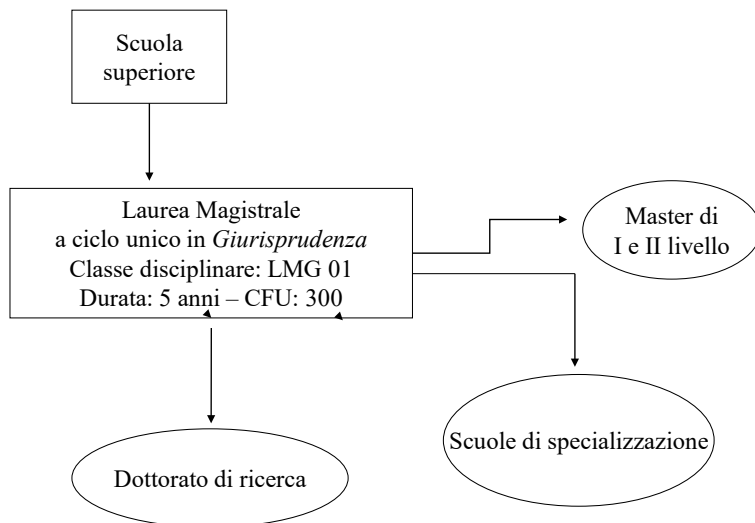 Scuola
superiore
Laurea Magistrale
a ciclo unico in Giurisprudenza
Classe disciplinare: LMG 01
Durata: 5 anni – CFU: 300
Master di
I e II livello
Scuole di specializzazione
Dottorato di ricerca